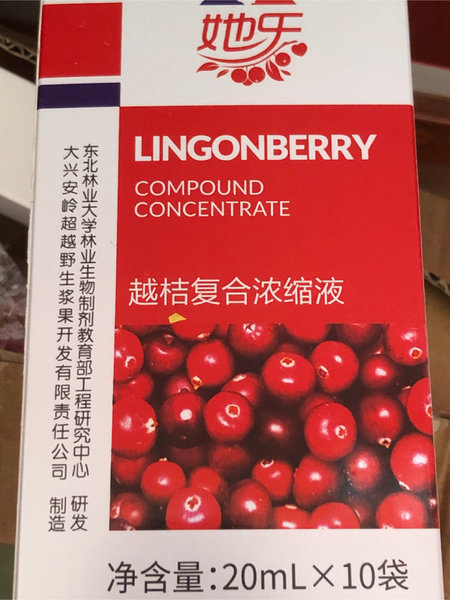 她乐
LINGONBERRY
COMPOUND
CONCENTRATE
越桔复合浓缩液
东北林业大学林业生物制剂教育部工程研究中心 研发
大兴安岭超越野生浆果开发有限责任公司 制造
净含量:20mL×10袋